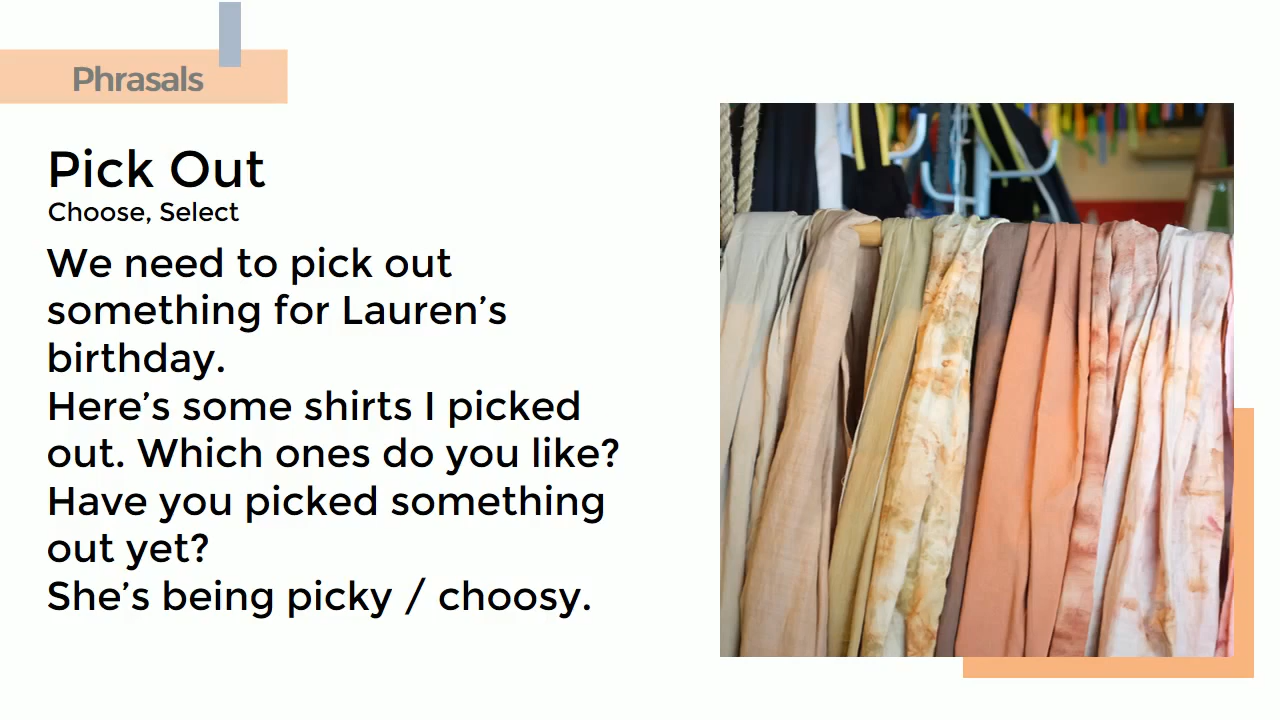 Phrasals
Pick Out
Choose, Select
We need to pick out
something for Lauren’s
birthday.
Here’s some shirts I picked
out. Which ones do you like?
Have you picked something
out yet?
She’s being picky / choosy.